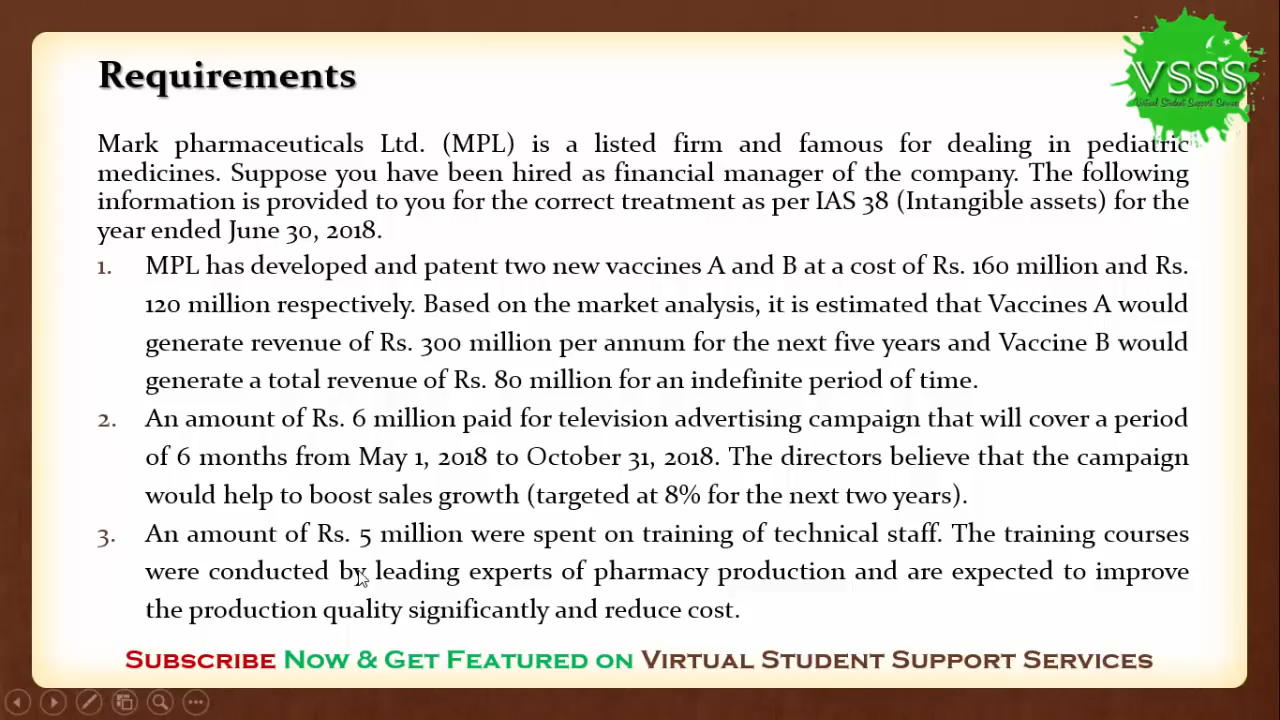 Requirements
VSSS
Virtual Student Support Services
Mark pharmaceuticals Ltd. (MPL) is a listed firm and famous for dealing in pediatric
medicines. Suppose you have been hired as financial manager of the company. The following
information is provided to you for the correct treatment as per IAS 38 (Intangible assets) for the
year ended June 30, 2018.
1. MPL has developed and patent two new vaccines A and B at a cost of Rs. 160 million and Rs.
120 million respectively. Based on the market analysis, it is estimated that Vaccines A would
generate revenue of Rs. 300 million per annum for the next five years and Vaccine B would
generate a total revenue of Rs. 80 million for an indefinite period of time.
2. An amount of Rs. 6 million paid for television advertising campaign that will cover a period
of 6 months from May 1, 2018 to October 31, 2018. The directors believe that the campaign
would help to boost sales growth (targeted at 8% for the next two years).
3. An amount of Rs. 5 million were spent on training of technical staff. The training courses
were conducted by leading experts of pharmacy production and are expected to improve
the production quality significantly and reduce cost.
Subscribe Now & Get Featured on Virtual Student Support Services